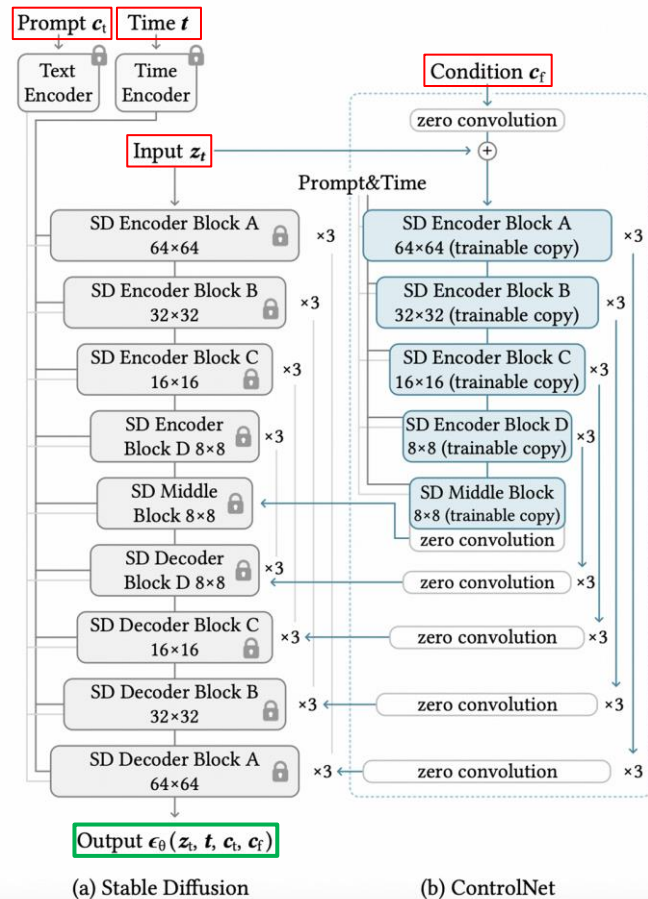 Prompt cₜ
Time t
Text
Encoder
Time
Encoder
Input zₜ
SD Encoder Block A
64×64
×3
SD Encoder Block B
32×32
×3
SD Encoder Block C
16×16
×3
SD Encoder
Block D 8×8
×3
SD Middle
Block 8×8
SD Decoder
Block D 8×8
×3
SD Decoder Block C
16×16
×3
SD Decoder Block B
32×32
×3
SD Decoder Block A
64×64
×3
Output ϵθ(zₜ, t, cₜ, c_f)
(a) Stable Diffusion
Condition c_f
zero convolution
+
Prompt&Time
SD Encoder Block A
64×64 (trainable copy)
×3
SD Encoder Block B
32×32 (trainable copy)
×3
SD Encoder Block C
16×16 (trainable copy)
×3
SD Encoder Block D
8×8 (trainable copy)
×3
SD Middle Block
8×8 (trainable copy)
zero convolution
zero convolution
×3
zero convolution
×3
zero convolution
×3
zero convolution
×3
(b) ControlNet